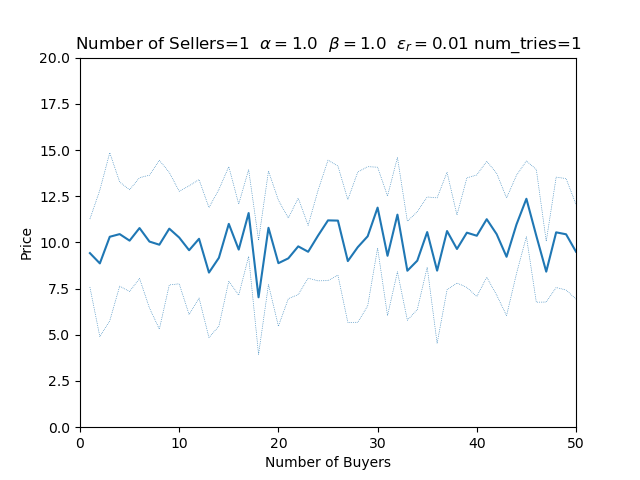 Number of Sellers=1 α = 1.0 β = 1.0 εr = 0.01 num_tries=1
20.0
17.5
15.0
12.5
10.0
7.5
5.0
2.5
0.0
Price
0 10 20 30 40 50
Number of Buyers